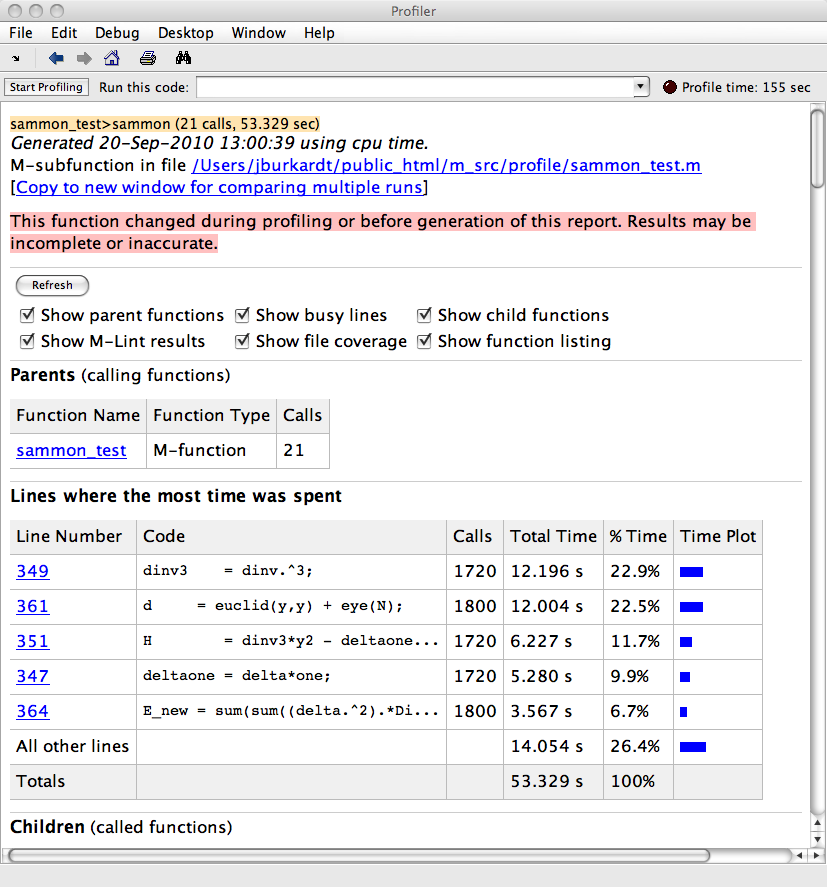 Profiler
File Edit Debug Desktop Window Help
Start Profiling Run this code: Profile time: 155 sec
sammon_test>sammon (21 calls, 53.329 sec)
Generated 20-Sep-2010 13:00:39 using cpu time.
M-subfunction in file /Users/jburkardt/public_html/m_src/profile/sammon_test.m
[Copy to new window for comparing multiple runs]
This function changed during profiling or before generation of this report. Results may be
incomplete or inaccurate.
Refresh
Show parent functions Show busy lines Show child functions
Show M-Lint results Show file coverage Show function listing
Parents (calling functions)
Function Name Function Type Calls
sammon_test M-function 21
Lines where the most time was spent
Line Number Code Calls Total Time % Time Time Plot
349 dinv3 = dinv.^3; 1720 12.196 s 22.9%
361 d = euclid(y,y) + eye(N); 1800 12.004 s 22.5%
351 H = dinv3*y2 - deltaone... 1720 6.227 s 11.7%
347 deltaone = delta*one; 1720 5.280 s 9.9%
364 E_new = sum(sum((delta.^2).*Di... 1800 3.567 s 6.7%
All other lines 14.054 s 26.4%
Totals 53.329 s 100%
Children (called functions)